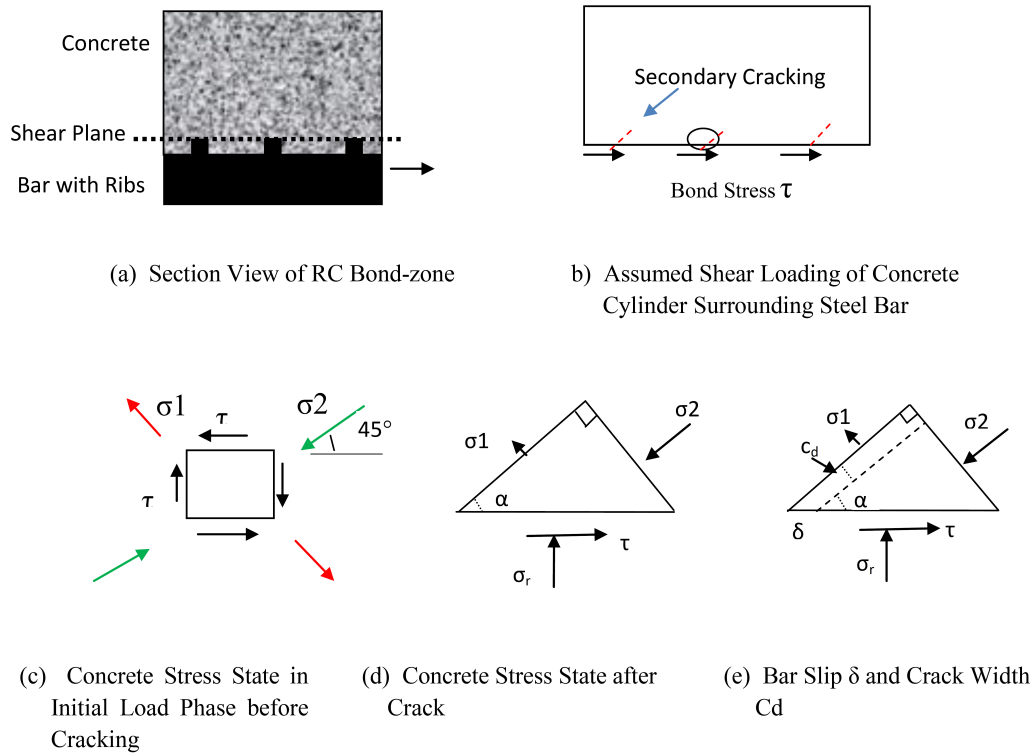 Concrete
Shear Plane
Bar with Ribs
Secondary Cracking
Bond Stress τ
(a) Section View of RC Bond-zone
b) Assumed Shear Loading of Concrete
Cylinder Surrounding Steel Bar
σ1
τ
σ2
45°
τ
σ1
σ2
α
τ
σr
σ1
σ2
cd
α
δ
τ
σr
(c) Concrete Stress State in
Initial Load Phase before
Cracking
(d) Concrete Stress State after
Crack
(e) Bar Slip δ and Crack Width
Cd